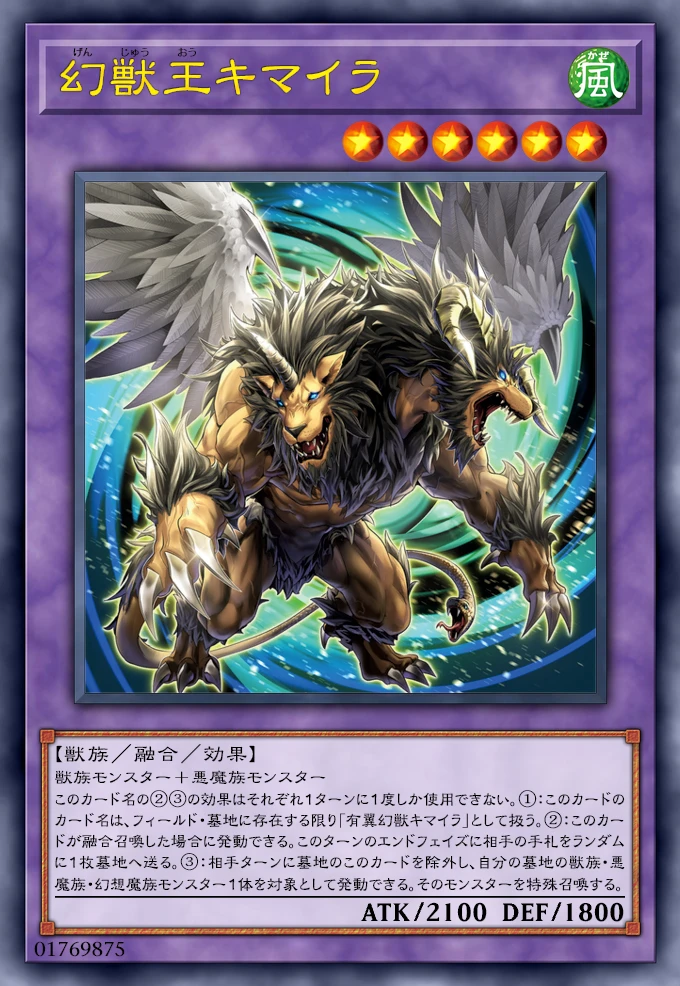 げん じゅう おう
幻獣王キマイラ
かぜ
風
【獣族／融合／効果】
獣族モンスター＋悪魔族モンスター
このカード名の②③の効果はそれぞれ1ターンに1度しか使用できない。①：このカードの
カード名は、フィールド・墓地に存在する限り「有翼幻獣キマイラ」として扱う。②：このカー
ドが融合召喚した場合に発動できる。このターンのエンドフェイズに相手の手札をランダム
に1枚墓地へ送る。③：相手ターンに墓地のこのカードを除外し、自分の墓地の獣族・悪
魔族・幻想魔族モンスター1体を対象として発動できる。そのモンスターを特殊召喚する。
ATK/2100 DEF/1800
01769875